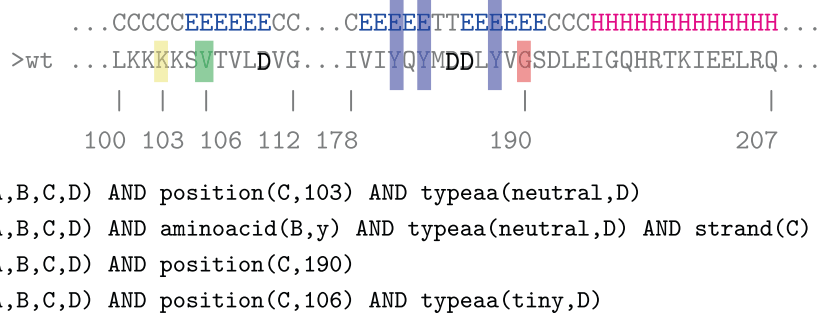 ...CCCCCEEEEEECC...CEEEEETTEEEEEECCCHHHHHHHHHHHHH...
>wt ...LKKKKSVTVLDVG...IVIYQYMDDLYVGSDLEIGQHRTKIEELRQ...
100 103 106 112 178 190 207
A,B,C,D) AND position(C,103) AND typeaa(neutral,D)
A,B,C,D) AND aminoacid(B,y) AND typeaa(neutral,D) AND strand(C)
A,B,C,D) AND position(C,190)
A,B,C,D) AND position(C,106) AND typeaa(tiny,D)